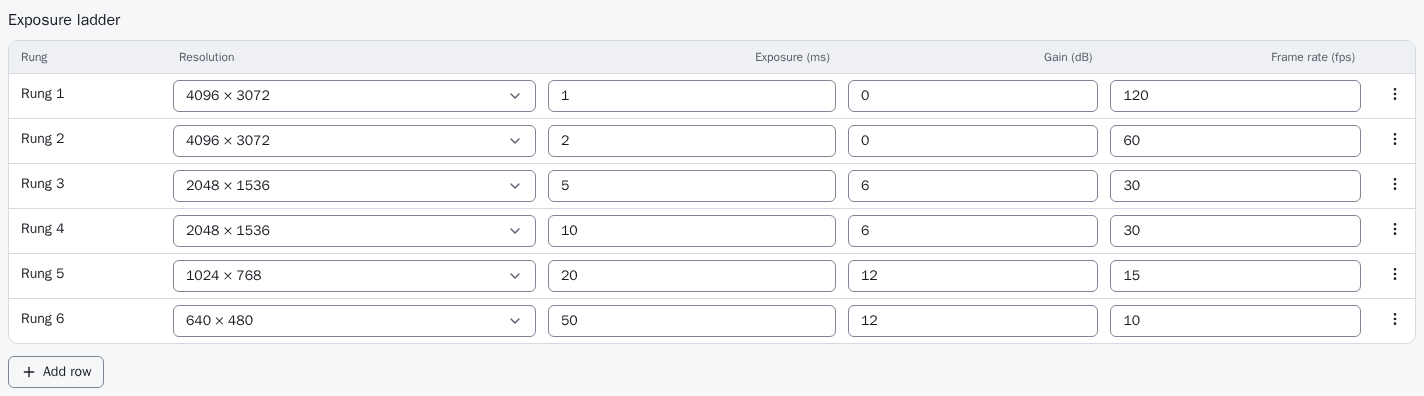 Exposure ladder
Rung Resolution Exposure (ms) Gain (dB) Frame rate (fps)
Rung 1 4096 × 3072 1 0 120
Rung 2 4096 × 3072 2 0 60
Rung 3 2048 × 1536 5 6 30
Rung 4 2048 × 1536 10 6 30
Rung 5 1024 × 768 20 12 15
Rung 6 640 × 480 50 12 10
Add row